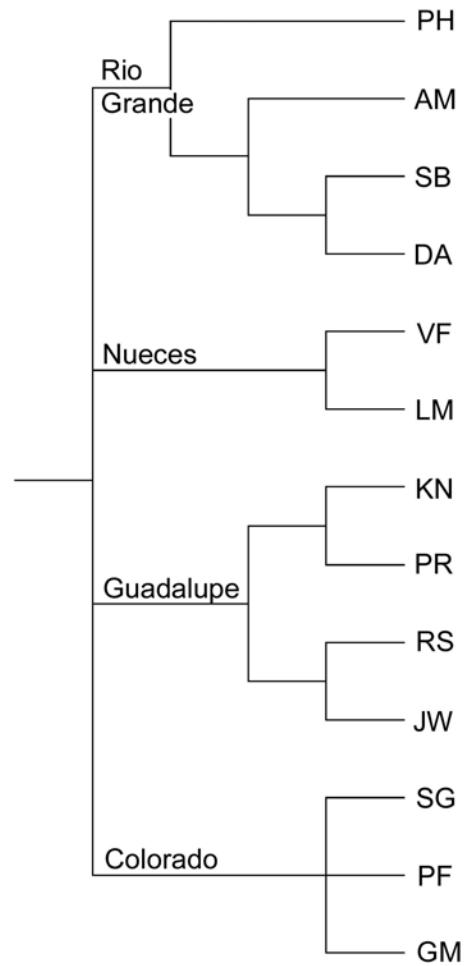 PH
Rio
Grande
AM
SB
DA
VF
Nueces
LM
KN
PR
Guadalupe
RS
JW
SG
Colorado
PF
GM